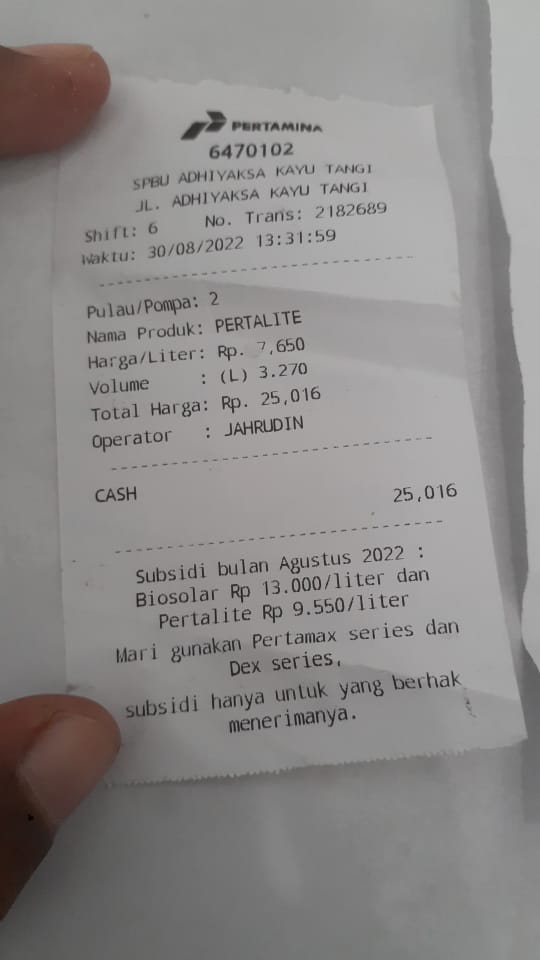 PERTAMINA
6470102
SPBU ADHIYAKSA KAYU TANGI
JL. ADHIYAKSA KAYU TANGI
Shift: 6 No. Trans: 2182689
Waktu: 30/08/2022 13:31:59
Pulau/Pompa: 2
Nama Produk: PERTALITE
Harga/Liter: Rp. 7,650
Volume : (L) 3.270
Total Harga: Rp. 25,016
Operator : JAHRUDIN
CASH 25,016
Subsidi bulan Agustus 2022 :
Biosolar Rp 13.000/liter dan
Pertalite Rp 9.550/liter
Mari gunakan Pertamax series dan
Dex series,
subsidi hanya untuk yang berhak
menerimanya.